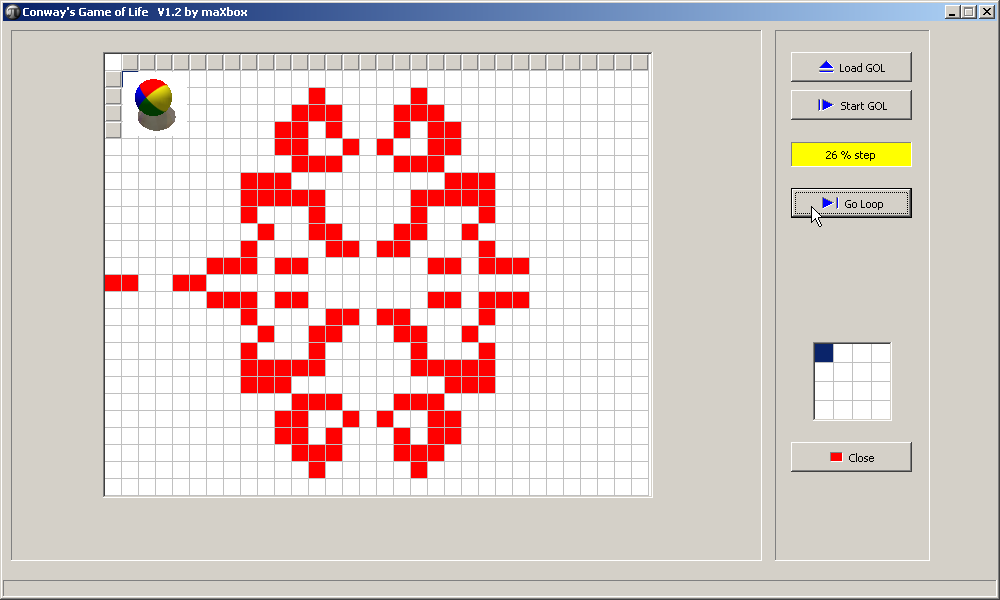 Conway's Game of Life V1.2 by maXbox
Load GOL
Start GOL
26 % step
Go Loop
Close